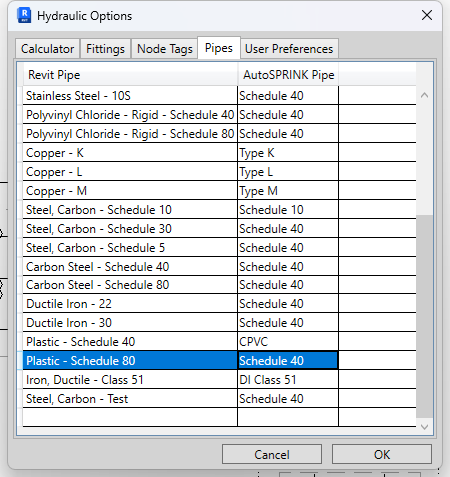 Hydraulic Options
Calculator Fittings Node Tags Pipes User Preferences
Revit Pipe AutoSPRINK Pipe
Stainless Steel - 10S Schedule 40
Polyvinyl Chloride - Rigid - Schedule 40 Schedule 40
Polyvinyl Chloride - Rigid - Schedule 80 Schedule 40
Copper - K Type K
Copper - L Type L
Copper - M Type M
Steel, Carbon - Schedule 10 Schedule 10
Steel, Carbon - Schedule 30 Schedule 40
Steel, Carbon - Schedule 5 Schedule 40
Carbon Steel - Schedule 40 Schedule 40
Carbon Steel - Schedule 80 Schedule 40
Ductile Iron - 22 Schedule 40
Ductile Iron - 30 Schedule 40
Plastic - Schedule 40 CPVC
Plastic - Schedule 80 Schedule 40
Iron, Ductile - Class 51 DI Class 51
Steel, Carbon - Test Schedule 40
Cancel OK